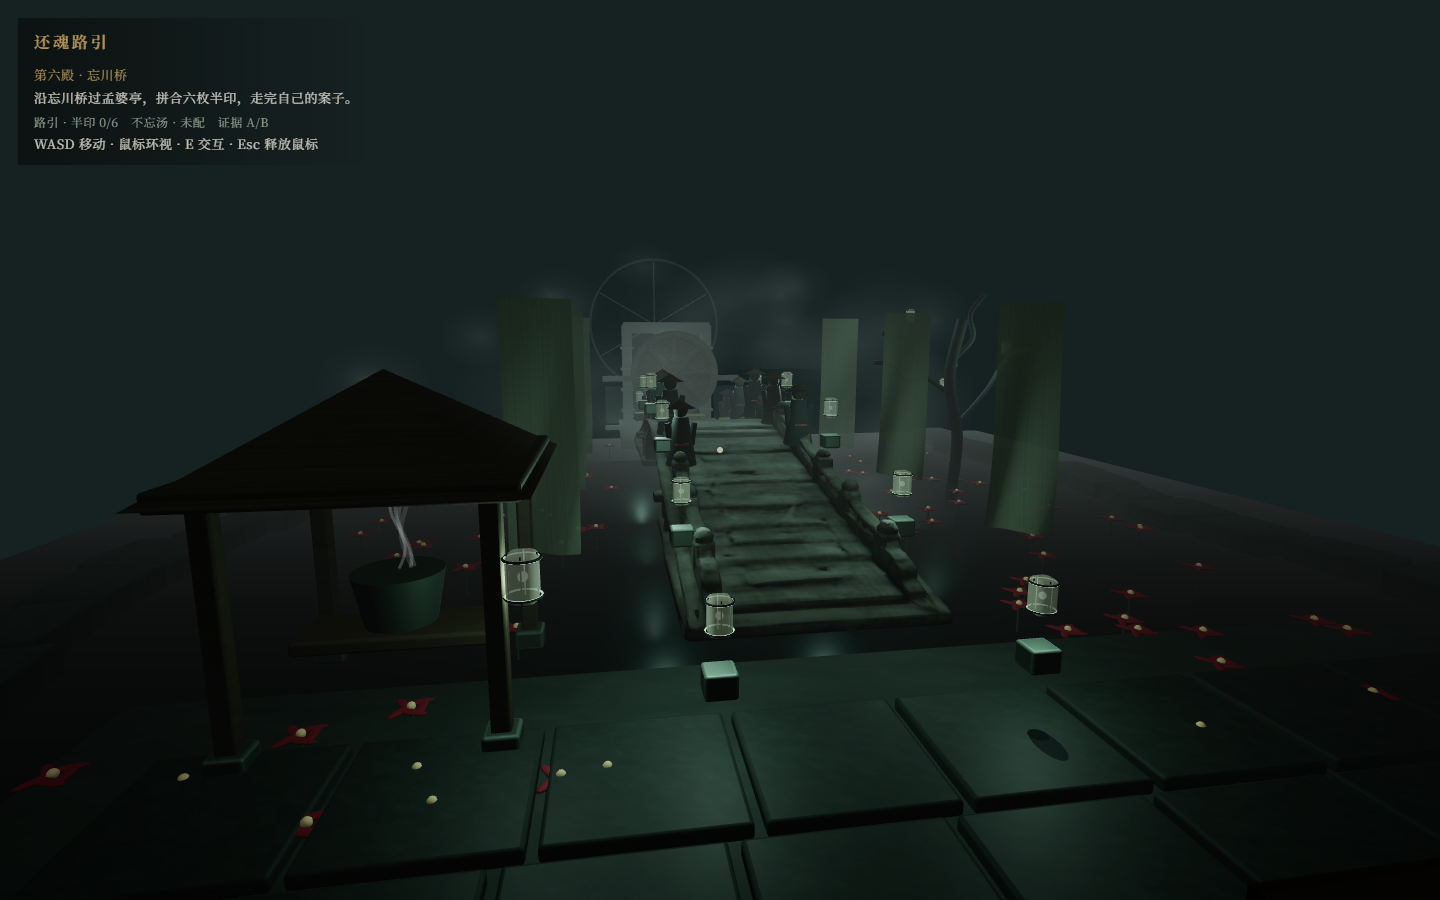 还魂路引
第六殿 · 忘川桥
沿忘川桥过孟婆亭，拼合六枚半印，走完自己的案子。
路引 · 半印 0/6 不忘汤 · 未配 证据 A/B
WASD 移动 · 鼠标环视 · E 交互 · Esc 释放鼠标